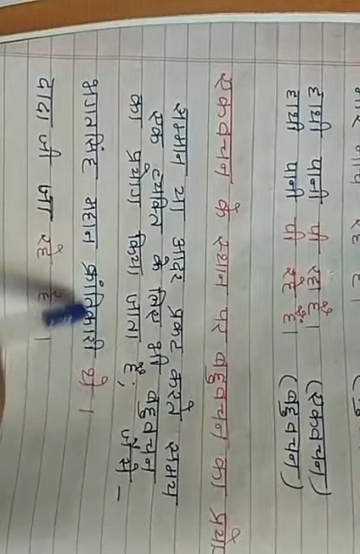 हाथी पानी पी रहा है। (एकवचन)
हाथी पानी पी रहे हैं। (बहुवचन)
एकवचन के स्थान पर बहुवचन का
सम्मान या आदर प्रकट करते समय
एक व्यक्ति के लिए भी बहुवचन
का प्रयोग किया जाता है; जैसे –
भगतसिंह महान क्रांतिकारी थे।
दादा जी जा रहे हैं।